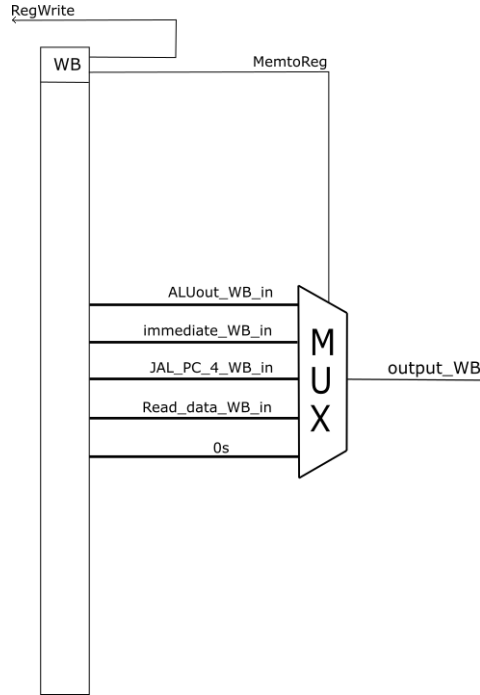 RegWrite
WB
MemtoReg
ALUout_WB_in
immediate_WB_in
JAL_PC_4_WB_in
Read_data_WB_in
0s
MUX
output_WB